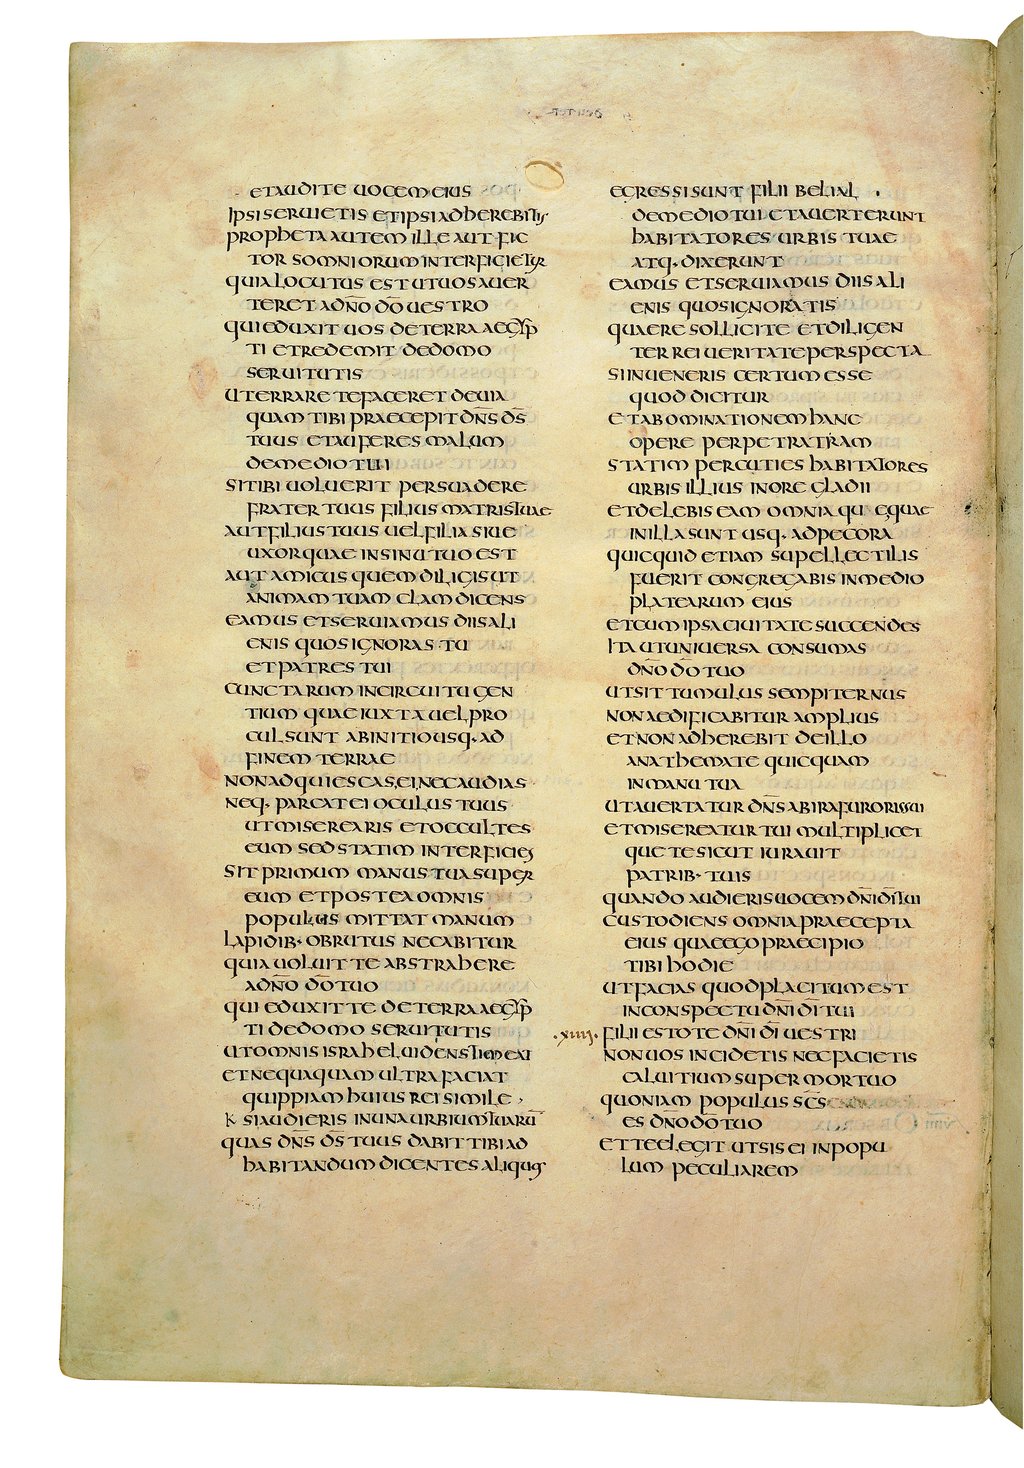 ET AUDITE UOCEM EIUS
IPSI SERUIETIS ET IPSI ADHEREBITIS
PROPHETA AUTEM ILLE AUT FIC
TOR SOMNIORUM INTERFICIETUR
QUIA LOCUTUS EST UT UOS AUER
TERET A DNO DO UESTRO
QUI EDUXIT UOS DE TERRA AEGYP
TI ET REDEMIT DE DOMO
SERUITUTIS
UT ERRARE TE FACERET DE UIA
QUAM TIBI PRAECEPIT DNS DS
TUUS ET AUFERES MALUM
DE MEDIO TUI
SI TIBI UOLUERIT PERSUADERE
FRATER TUUS FILIUS MATRIS TUAE
AUT FILIUS TUUS UEL FILIA SIUE
UXOR QUAE IN SINU TUO EST
AUT AMICUS QUEM DILIGIS UT
ANIMAM TUAM CLAM DICENS
EAMUS ET SERUIAMUS DIIS ALI
ENIS QUOS IGNORAS TU
ET PATRES TUI
CUNCTARUM IN CIRCUITU GEN
TIUM QUAE IUXTA UEL PRO
CUL SUNT AB INITIO USQ· AD
FINEM TERRAE
NON ADQUIESCAS EI NEC AUDIAS
NEQ· PARCAT EI OCULUS TUUS
UT MISEREARIS ET OCCULTES
EUM SED STATIM INTERFICIES
SIT PRIMUM MANUS TUA SUPER
EUM ET POST EA OMNIS
POPULUS MITTAT MANUM
LAPIDIB· OBRUTUS NECABITUR
QUIA UOLUIT TE ABSTRAHERE
A DNO DO TUO
QUI EDUXIT TE DE TERRA AEGYP
TI DE DOMO SERUITUTIS
UT OMNIS ISRAHEL AUDIENS TIMEAT
ET NEQUAQUAM ULTRA FACIAT
QUIPPIAM HUIUS REI SIMILE
K SI AUDIERIS IN UNA URBIUM TUARU
QUAS DNS DS TUUS DABIT TIBI AD
HABITANDUM DICENTES ALIQUOS
EGRESSI SUNT FILII BELIAL
DE MEDIO TUI ET AUERTERUNT
HABITATORES URBIS TUAE
ATQ· DIXERUNT
EAMUS ET SERUIAMUS DIIS ALI
ENIS QUOS IGNORATIS
QUAERE SOLLICITE ET DILIGEN
TER REI UERITATE PERSPECTA
SI INUENERIS CERTUM ESSE
QUOD DICITUR
ET ABOMINATIONEM HANC
OPERE PERPETRATAM
STATIM PERCUTIES HABITATORES
URBIS ILLIUS IN ORE GLADII
ET DELEBIS EAM OMNIAQUE QUAE
IN ILLA SUNT USQ· AD PECORA
QUICQUID ETIAM SUPELLECTILIS
FUERIT CONGREGABIS IN MEDIO
PLATEARUM EIUS
ET CUM IPSA CIUITATE SUCCENDES
ITA UT UNIUERSA CONSUMAS
DNO DO TUO
UT SIT TUMULUS SEMPITERNUS
NON AEDIFICABITUR AMPLIUS
ET NON ADHEREBIT DE ILLO
ANATHEMATE QUICQUAM
IN MANU TUA
UT AUERTATUR DNS AB IRA FURORIS SUI
ET MISEREATUR TUI MULTIPLICET
QUE TE SICUT IURAUIT
PATRIB· TUIS
QUANDO AUDIERIS UOCEM DNI DI TUI
CUSTODIENS OMNIA PRAECEPTA
EIUS QUAE EGO PRAECIPIO
TIBI HODIE
UT FACIAS QUOD PLACITUM EST
IN CONSPECTU DNI DI TUI
·XIIII· FILII ESTOTE DNI DI UESTRI
NON UOS INCIDETIS NEC FACIETIS
CALUITIUM SUPER MORTUO
QUONIAM POPULUS SCS
ES DNO DO TUO
ET TE ELEGIT UT SIS EI IN POPU
LUM PECULIAREM